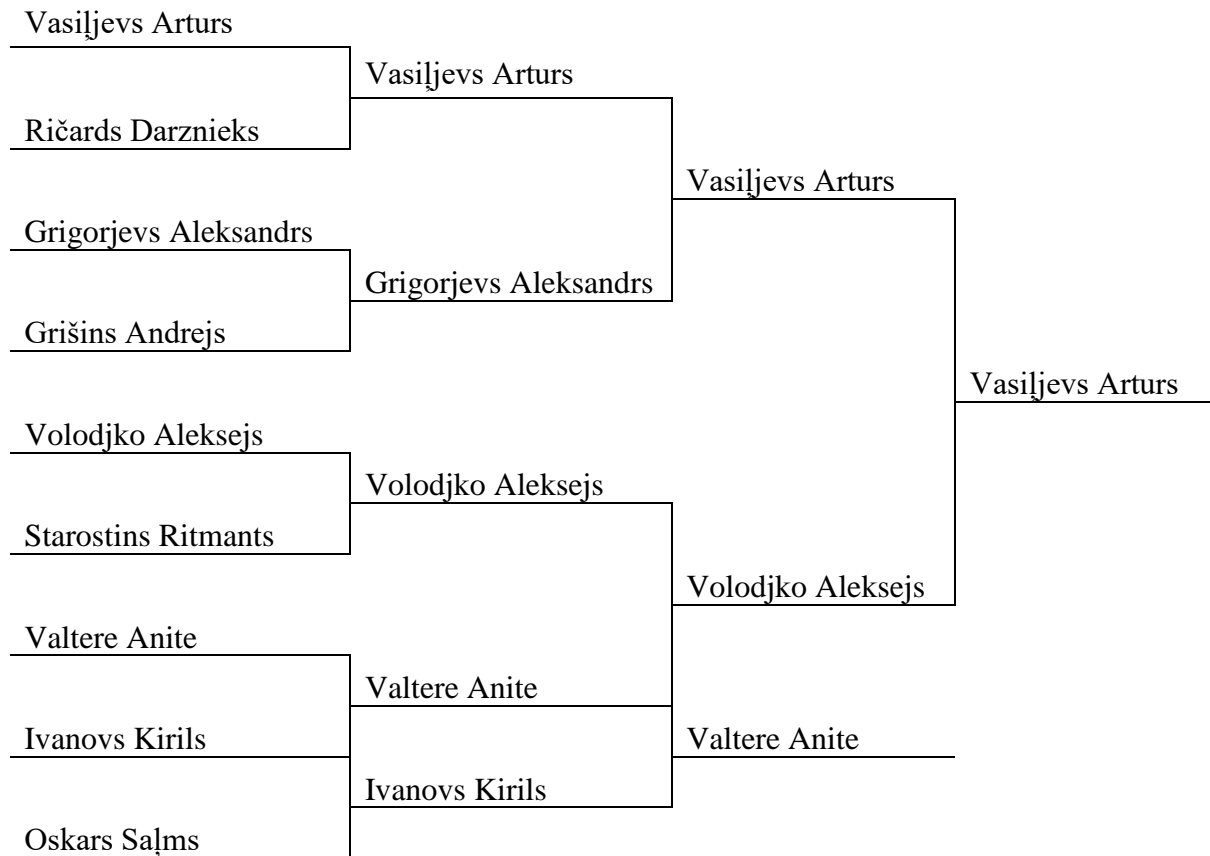 Vasiļjevs Arturs
Vasiļjevs Arturs
Ričards Darznieks
Vasiļjevs Arturs
Grigorjevs Aleksandrs
Grigorjevs Aleksandrs
Grišins Andrejs
Vasiļjevs Arturs
Volodjko Aleksejs
Volodjko Aleksejs
Starostins Ritmants
Volodjko Aleksejs
Valtere Anite
Valtere Anite
Ivanovs Kirils
Valtere Anite
Ivanovs Kirils
Oskars Saļms